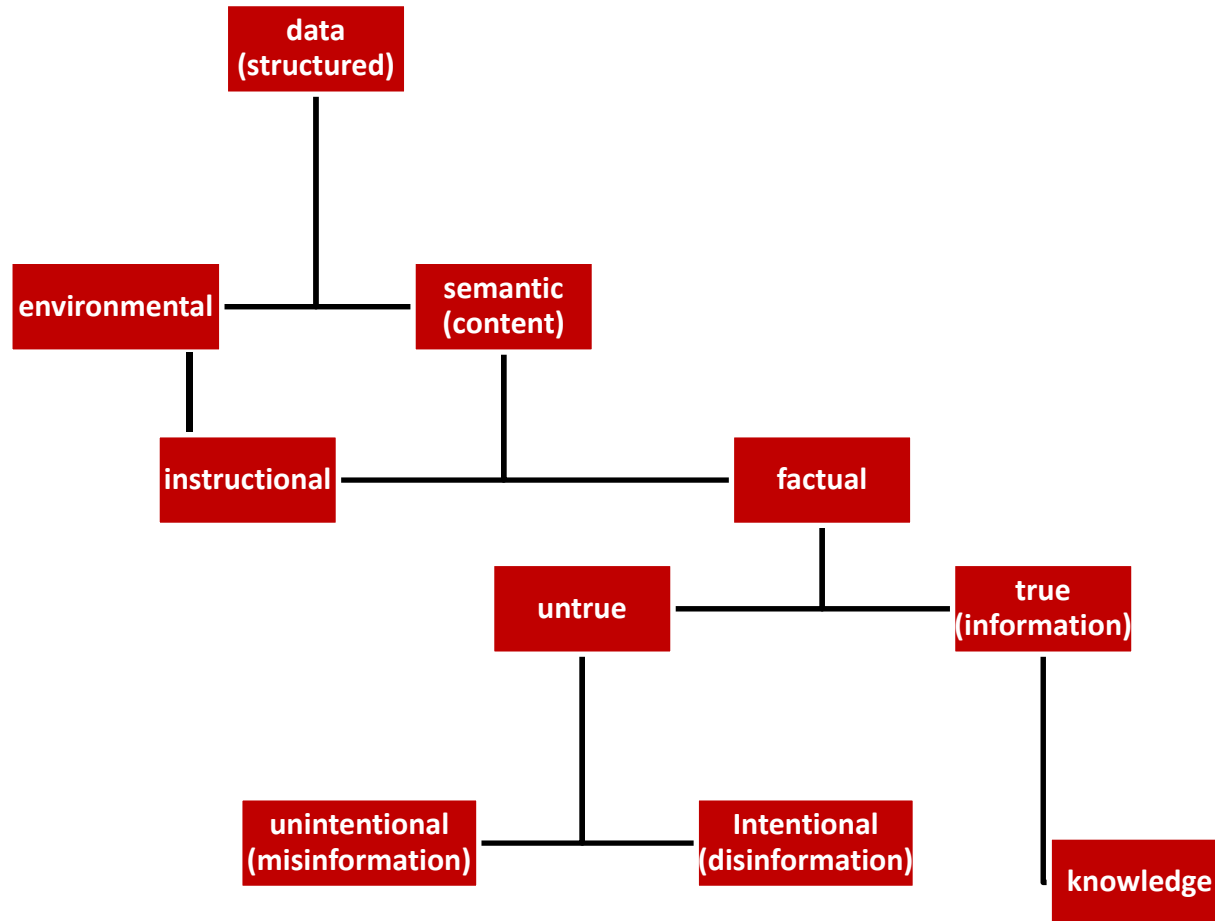 data
(structured)
environmental
semantic
(content)
instructional
factual
untrue
true
(information)
unintentional
(misinformation)
Intentional
(disinformation)
knowledge